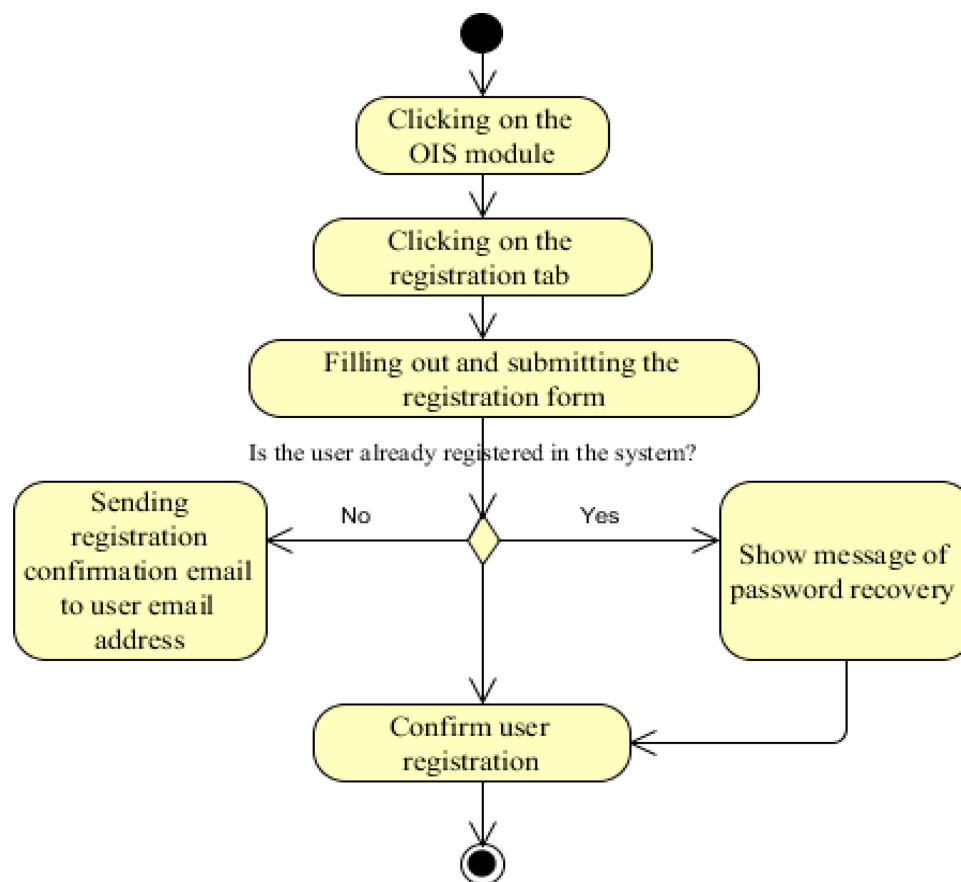 Clicking on the
OIS module
Clicking on the
registration tab
Filling out and submitting the
registration form
Is the user already registered in the system?
No
Yes
Sending
registration
confirmation email
to user email
address
Show message of
password recovery
Confirm user
registration